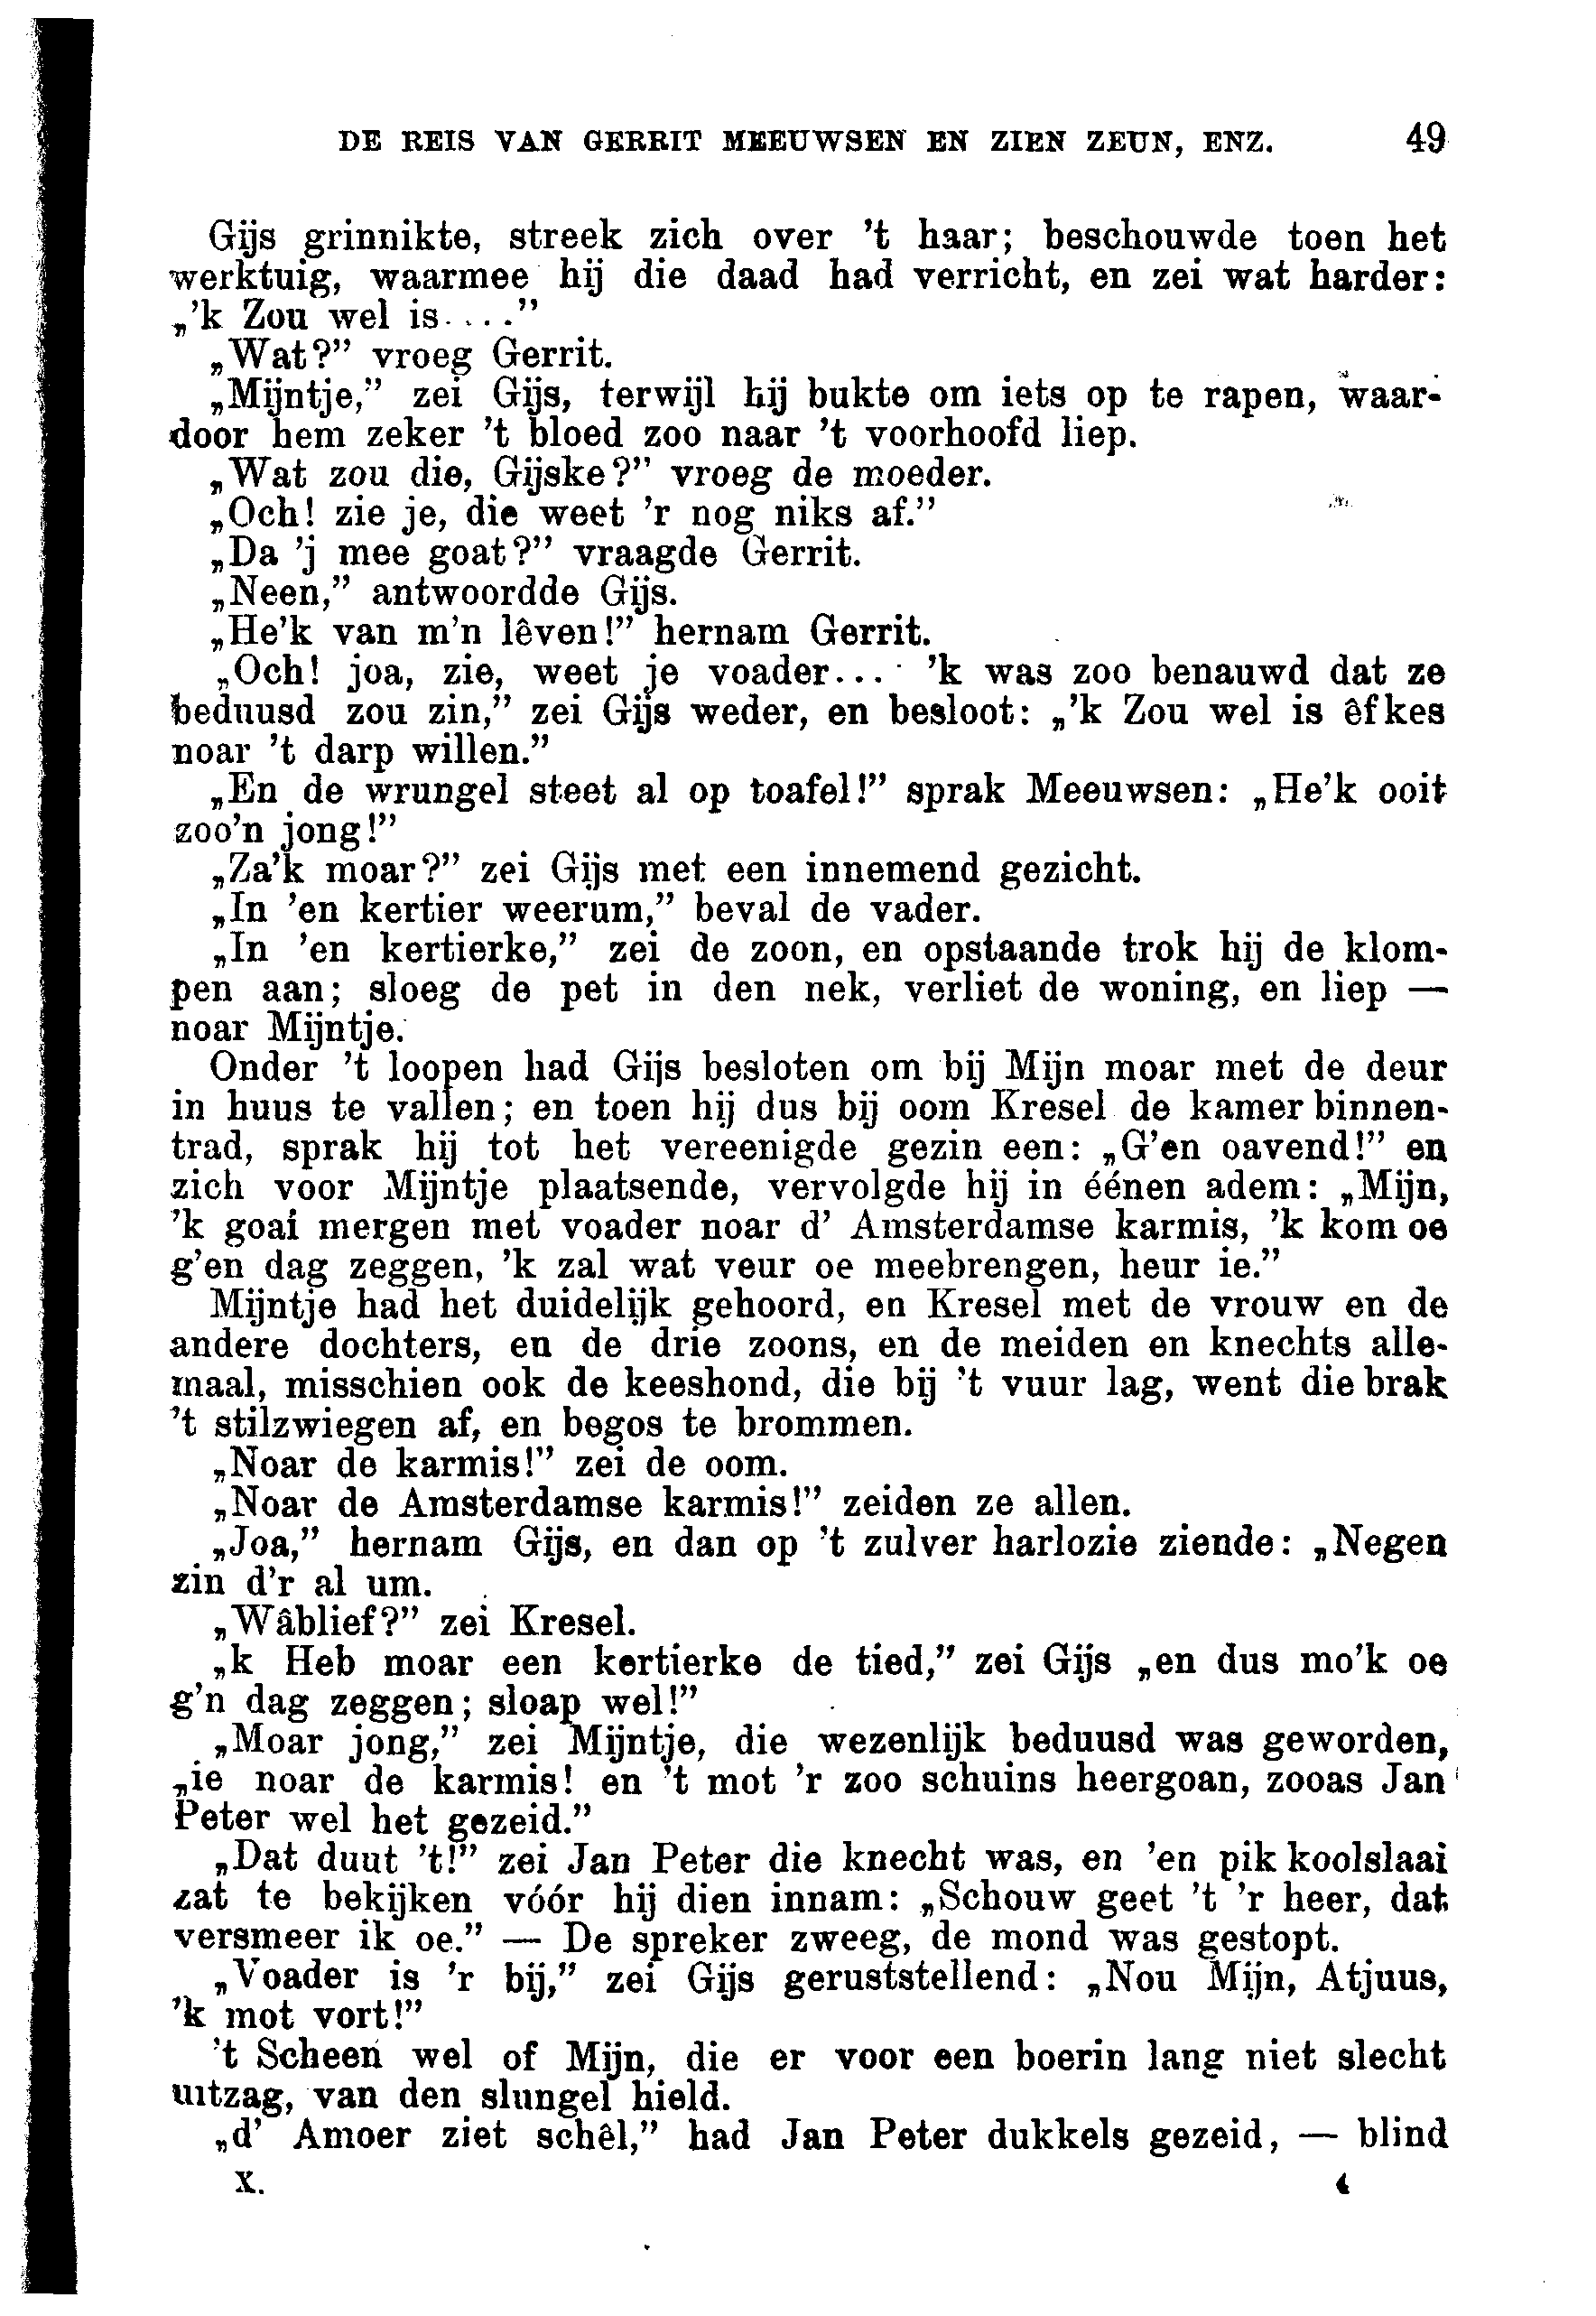 DE REIS VAN GERRIT MEEUWSEN EN ZIEN ZEUN, ENZ. 49
Gijs grinnikte, streek zich over 't haar; beschouwde toen het
werktuig, waarmee hij die daad had verricht, en zei wat harder:
„'k Zou wel is....”
„Wat?” vroeg Gerrit.
„Mijntje,” zei Gijs, terwijl hij bukte om iets op te rapen, waar-
door hem zeker 't bloed zoo naar 't voorhoofd liep.
„Wat zou die, Gijske?” vroeg de moeder.
„Och! zie je, die weet 'r nog niks af.”
„Da 'j mee goat?” vraagde Gerrit.
„Neen,” antwoordde Gijs.
„He'k van m'n lêven!” hernam Gerrit.
„Och! joa, zie, weet je voader... 'k was zoo benauwd dat ze
beduusd zou zin,” zei Gijs weder, en besloot: „'k Zou wel is êfkes
noar 't darp willen.”
„En de wrungel steet al op toafel!” sprak Meeuwsen: „He'k ooit
zoo'n jong!”
„Za'k moar?” zei Gijs met een innemend gezicht.
„In 'en kertier weerum,” beval de vader.
„In 'en kertierke,” zei de zoon, en opstaande trok hij de klom-
pen aan; sloeg de pet in den nek, verliet de woning, en liep —
noar Mijntje.
Onder 't loopen had Gijs besloten om bij Mijn moar met de deur
in huus te vallen; en toen hij dus bij oom Kresel de kamer binnen-
trad, sprak hij tot het vereenigde gezin een: „G'en oavend!” en
zich voor Mijntje plaatsende, vervolgde hij in éénen adem: „Mijn,
'k goai mergen met voader noar d' Amsterdamse karmis, 'k kom oe
g'en dag zeggen, 'k zal wat veur oe meebrengen, heur ie.”
Mijntje had het duidelijk gehoord, en Kresel met de vrouw en de
andere dochters, en de drie zoons, en de meiden en knechts alle-
maal, misschien ook de keeshond, die bij 't vuur lag, went die brak
't stilzwiegen af, en begos te brommen.
„Noar de karmis!” zei de oom.
„Noar de Amsterdamse karmis!” zeiden ze allen.
„Joa,” hernam Gijs, en dan op 't zulver harlozie ziende: „Negen
zin d'r al um.
„Wâblief?” zei Kresel.
„k Heb moar een kertierke de tied,” zei Gijs „en dus mo'k oe
g'n dag zeggen; sloap wel!”
„Moar jong,” zei Mijntje, die wezenlijk beduusd was geworden,
„ie noar de karmis! en 't mot 'r zoo schuins heergoan, zooas Jan
Peter wel het gezeid.”
„Dat duut 't!” zei Jan Peter die knecht was, en 'en pik koolslaai
zat te bekijken vóór hij dien innam: „Schouw geet 't 'r heer, dat
versmeer ik oe.” — De spreker zweeg, de mond was gestopt.
„Voader is 'r bij,” zei Gijs geruststellend: „Nou Mijn, Atjuus,
'k mot vort!”
't Scheen wel of Mijn, die er voor een boerin lang niet slecht
uitzag, van den slungel hield.
„d' Amoer ziet schêl,” had Jan Peter dukkels gezeid, — blind
X. 4